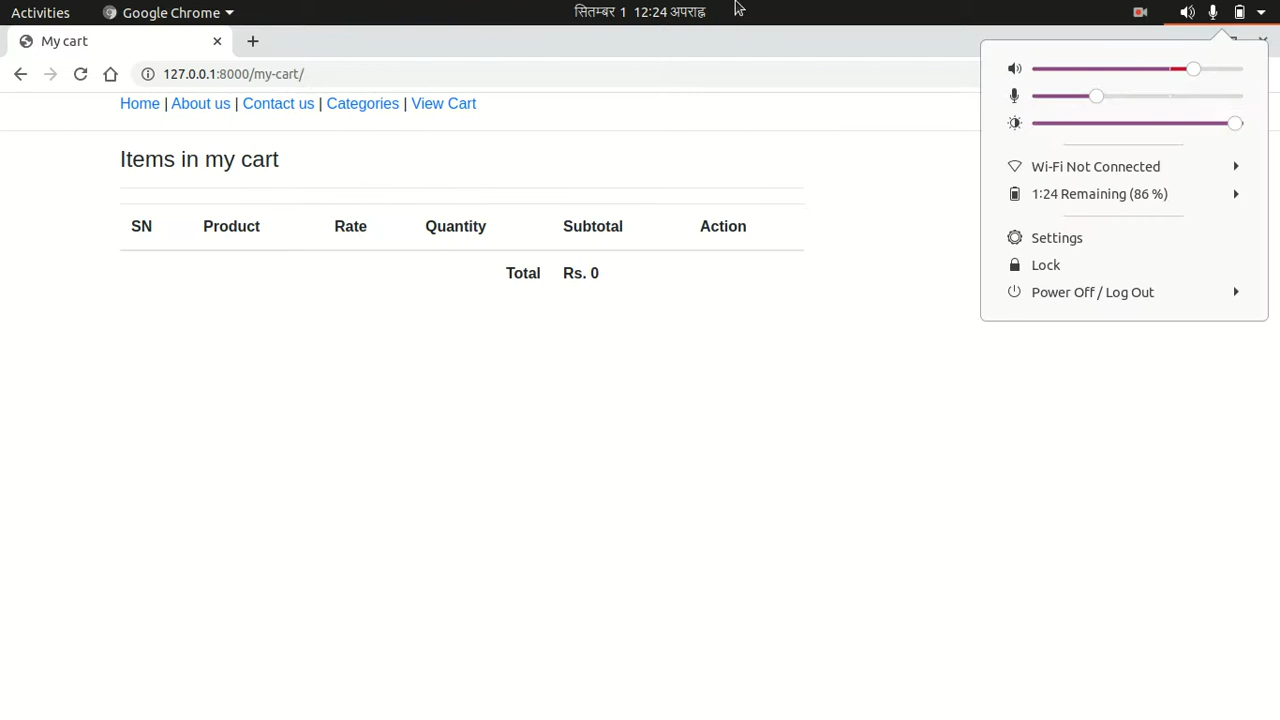 Activities Google Chrome सितम्बर 1 12:24 अपराह्न
My cart
127.0.0.1:8000/my-cart/
Home | About us | Contact us | Categories | View Cart
Items in my cart
SN Product Rate Quantity Subtotal Action
Total Rs. 0
Wi-Fi Not Connected
1:24 Remaining (86 %)
Settings
Lock
Power Off / Log Out